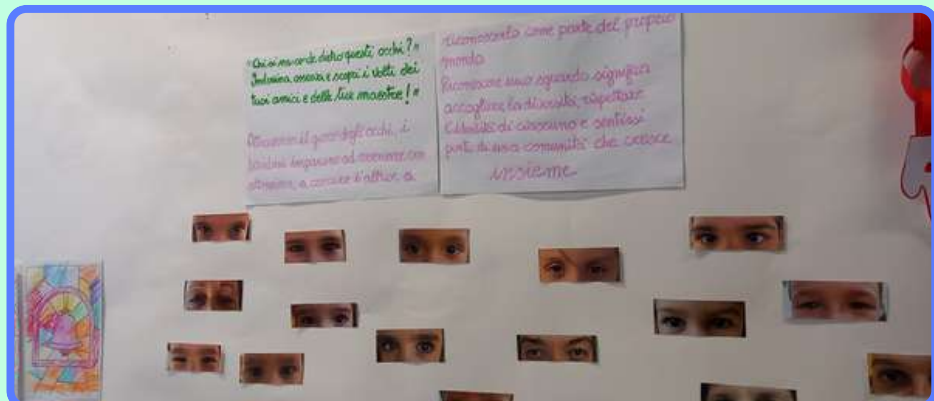 "Chi si nasconde dietro questi occhi?"
Indovina, osserva e scopri i volti dei
tuoi amici e delle tue maestre!"
Attraverso il gioco degli occhi, i
bambini imparano ad osservare con
attenzione, a cercare l'altro e a
riconoscerlo come parte del proprio
mondo
Riconoscere uno sguardo significa
accogliere la diversità, rispettare
l'identità di ciascuno e sentirsi
parte di una comunità che cresce
insieme